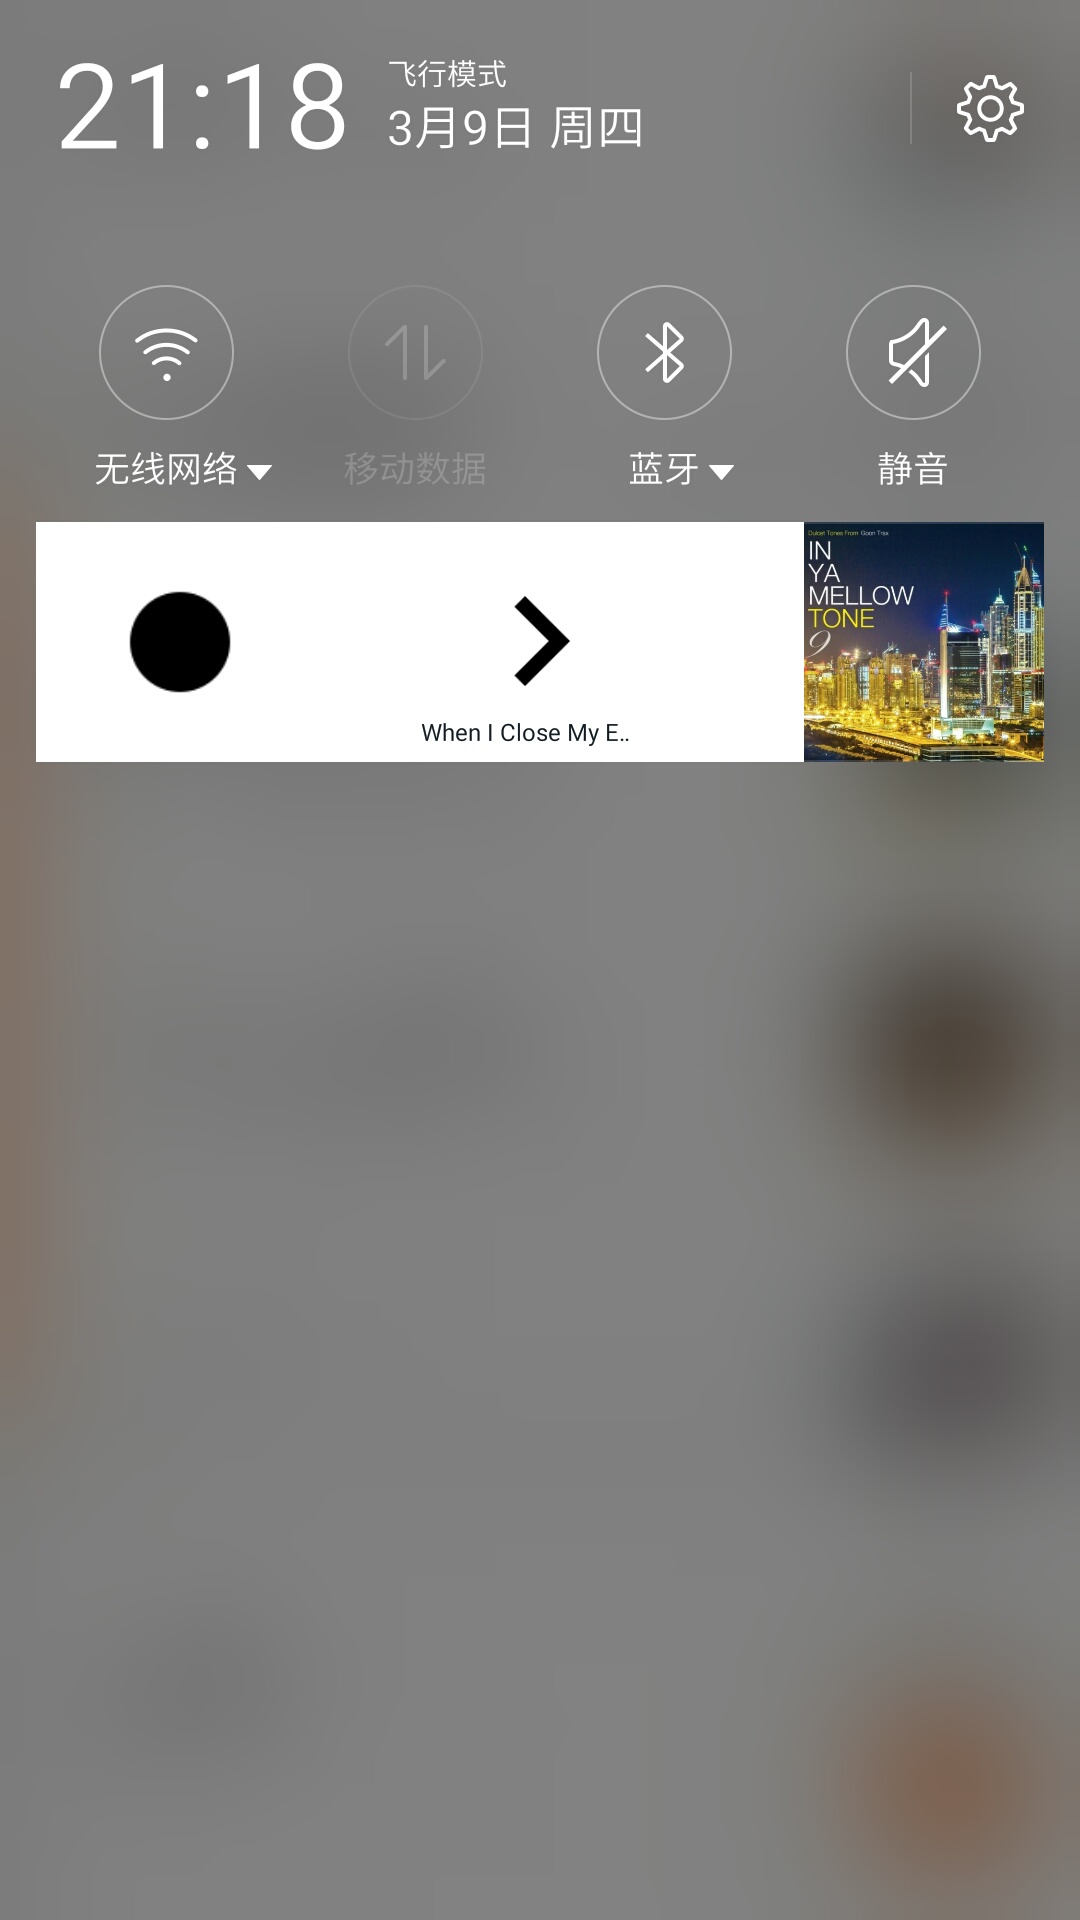 21:18
飞行模式
3月9日 周四
无线网络
移动数据
蓝牙
静音
Dulcet Tones From Goon Trax
IN
YA
MELLOW
TONE
9
When I Close My E..